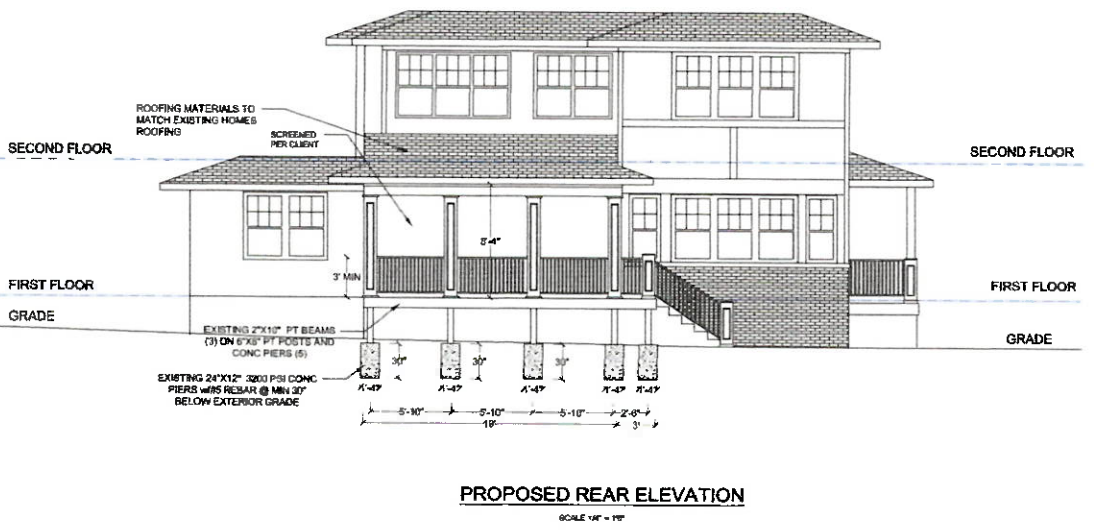 ROOFING MATERIALS TO
MATCH EXISTING HOMES
ROOFING
SCREENED
PER CLIENT
SECOND FLOOR
SECOND FLOOR
8'-4"
3' MIN
FIRST FLOOR
FIRST FLOOR
GRADE
GRADE
EXISTING 2"X10" PT BEAMS
(3) ON 6"X6" PT POSTS AND
CONC PIERS (5)
30"
30"
30"
EXISTING 24"X12" 3200 PSI CONC
PIERS w/#5 REBAR @ MIN 30"
BELOW EXTERIOR GRADE
5'-10"
5'-10"
5'-10"
2'-6"
18'
3'
PROPOSED REAR ELEVATION
SCALE